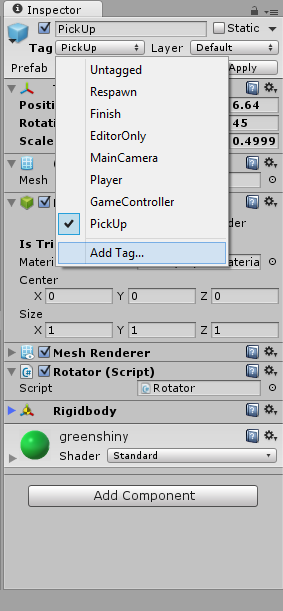 Inspector
PickUp Static
Tag PickUp Layer Default
Prefab Apply
Untagged
Respawn
Finish
EditorOnly
MainCamera
Player
GameController
PickUp
Add Tag...
Positi 6.64
Rotati 45
Scale 0.4999
Mesh
der
Is Tri
Materia ateria
Center
X 0 Y 0 Z 0
Size
X 1 Y 1 Z 1
Mesh Renderer
Rotator (Script)
Script Rotator
Rigidbody
greenshiny
Shader Standard
Add Component